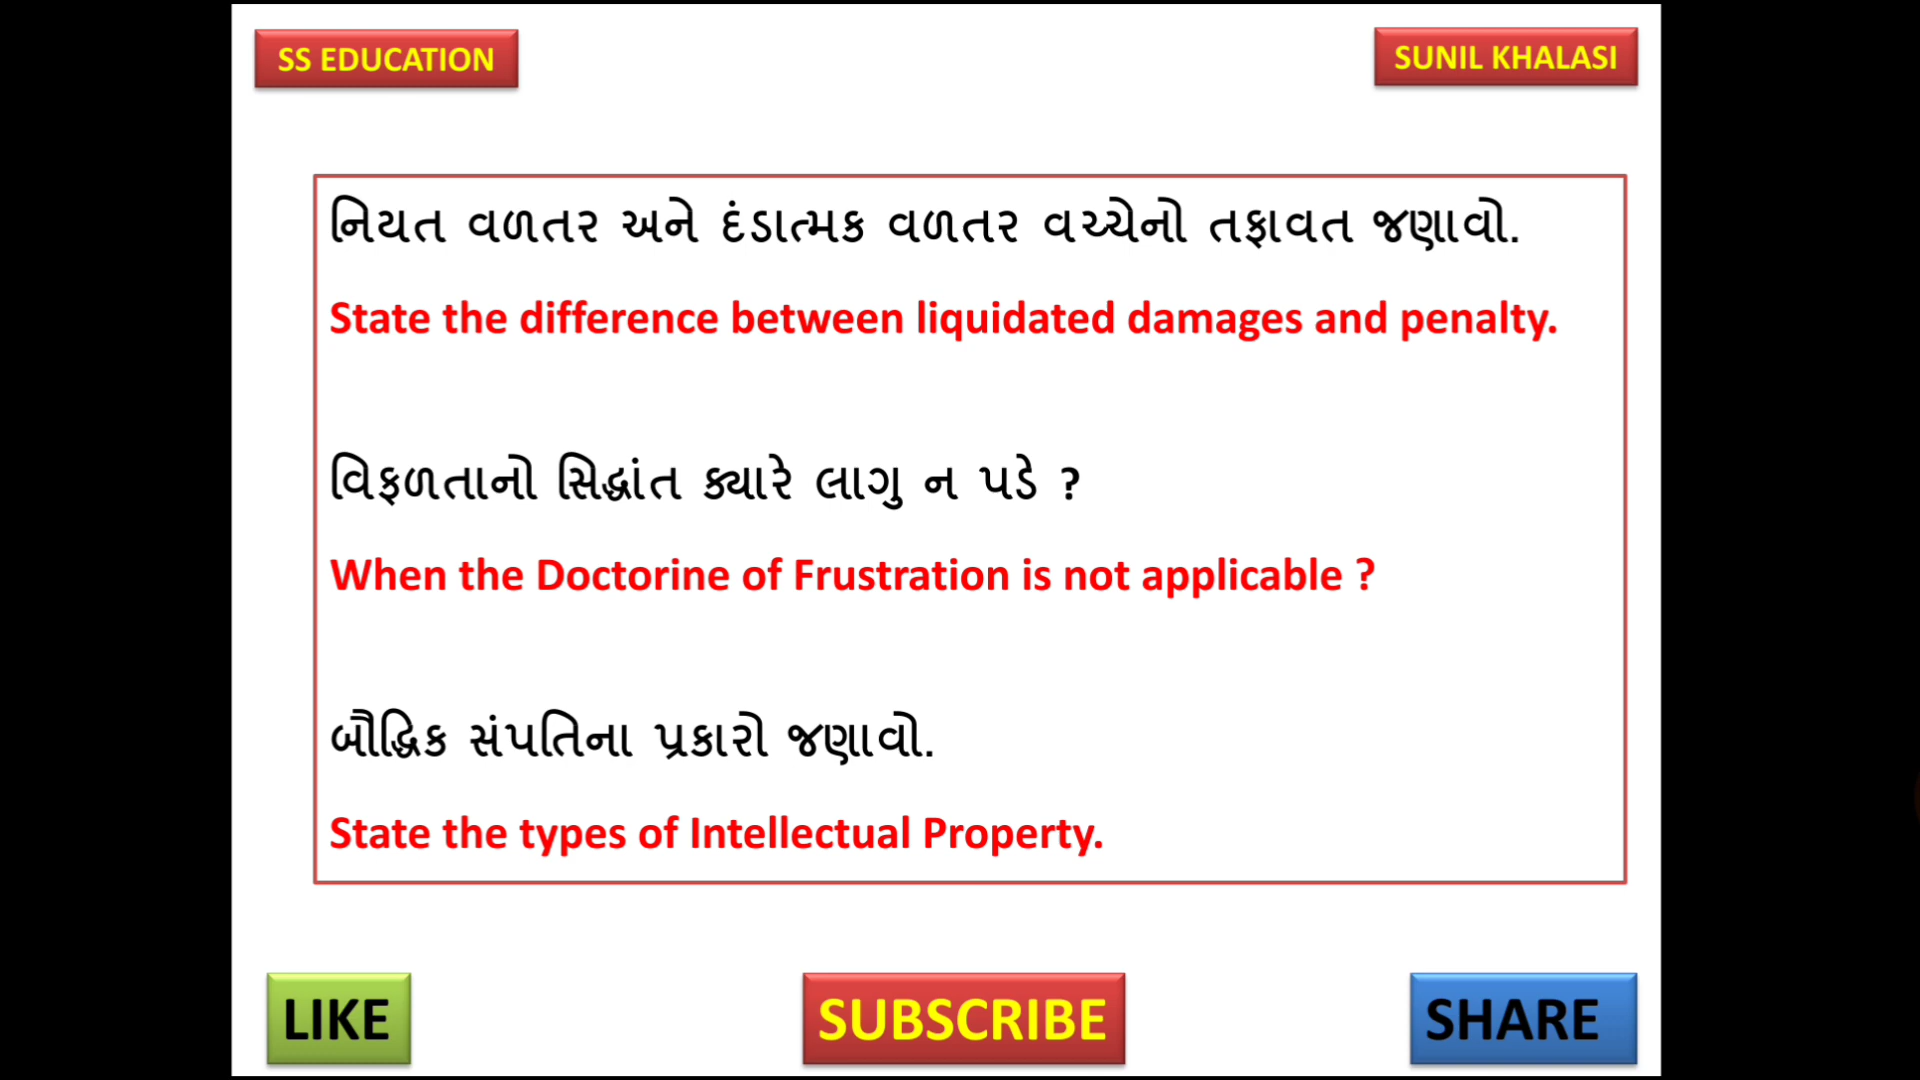 SS EDUCATION
SUNIL KHALASI
નિયત વળતર અને દંડાત્મક વળતર વચ્ચેનો તફાવત જણાવો.
State the difference between liquidated damages and penalty.
વિફળતાનો સિદ્ધાંત ક્યારે લાગુ ન પડે ?
When the Doctorine of Frustration is not applicable ?
બૌદ્ધિક સંપતિના પ્રકારો જણાવો.
State the types of Intellectual Property.
LIKE
SUBSCRIBE
SHARE